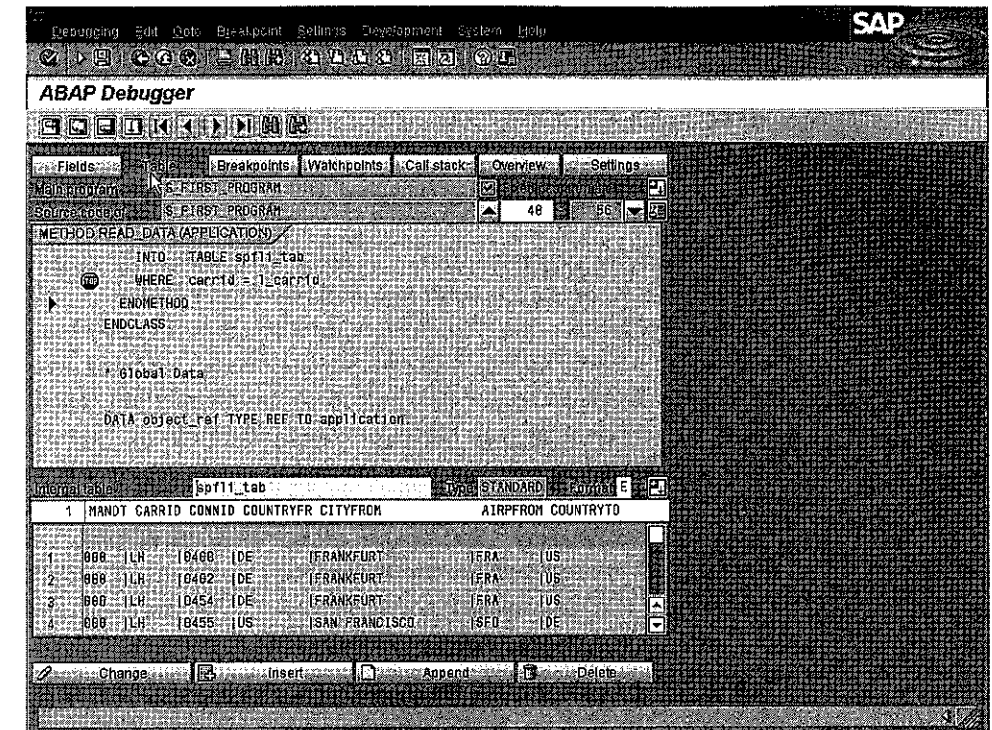 Debugging Edit Goto Breakpoint Settings Development System Help
SAP
ABAP Debugger
Fields Table Breakpoints Watchpoints Call stack Overview Settings
Main program S_FIRST_PROGRAM
Source code of S_FIRST_PROGRAM 48 - 66
METHOD READ_DATA (APPLICATION)
INTO TABLE spfli_tab
STOP WHERE carrid = l_carrid.
ENDMETHOD.
ENDCLASS.
* Global Data
DATA object_ref TYPE REF TO application.
Internal table spfli_tab Type STANDARD Format E
1 MANDT CARRID CONNID COUNTRYFR CITYFROM AIRPFROM COUNTRYTO
1 000 |LH |0400 |DE |FRANKFURT |FRA |US
2 000 |LH |0402 |DE |FRANKFURT |FRA |US
3 000 |LH |0454 |DE |FRANKFURT |FRA |US
4 000 |LH |0455 |US |SAN FRANCISCO |SFO |DE
Change Insert Append Delete